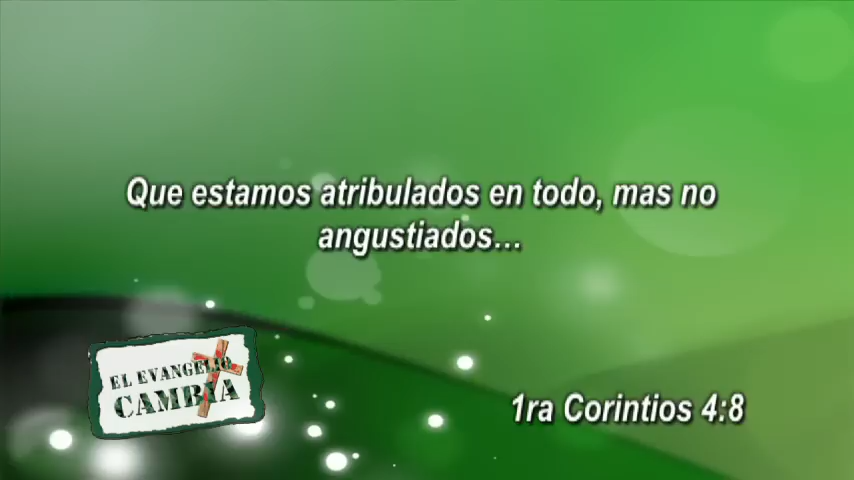 Que estamos atribulados en todo, mas no
angustiados...
EL EVANGELIO
CAMBIA
1ra Corintios 4:8